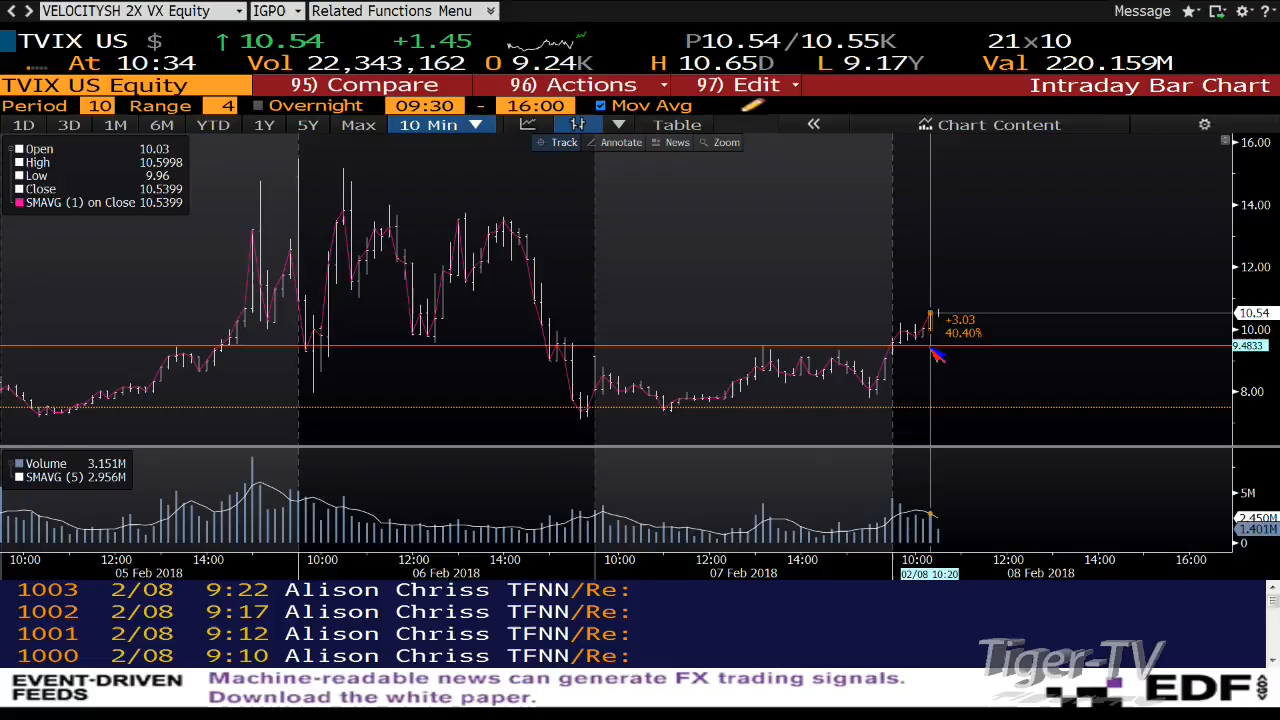 VELOCITYSH 2X VX Equity IGPO Related Functions Menu Message
TVIX US $ ↑ 10.54 +1.45 P10.54/10.55K 21x10
At 10:34 Vol 22,343,162 O 9.24K H 10.65D L 9.17Y Val 220.159M
TVIX US Equity 95) Compare 96) Actions 97) Edit Intraday Bar Chart
Period 10 Range 4 Overnight 09:30 - 16:00 Mov Avg
1D 3D 1M 6M YTD 1Y 5Y Max 10 Min Table « Chart Content
Track Annotate News Zoom
Open 10.03
High 10.5998
Low 9.96
Close 10.5399
SMAVG (1) on Close 10.5399
16.00
14.00
12.00
10.54
10.00
9.4833
8.00
+3.03
40.40%
Volume 3.151M
SMAVG (5) 2.956M
5M
2.450M
1.401M
0
10:00 12:00 14:00 10:00 12:00 14:00 10:00 12:00 14:00 10:00 12:00 14:00 16:00
05 Feb 2018 06 Feb 2018 07 Feb 2018 02/08 10:20 08 Feb 2018
1003 2/08 9:22 Alison Chriss TFNN/Re:
1002 2/08 9:17 Alison Chriss TFNN/Re:
1001 2/08 9:12 Alison Chriss TFNN/Re:
1000 2/08 9:10 Alison Chriss TFNN/Re:
Tiger-TV
EVENT-DRIVEN FEEDS
Machine-readable news can generate FX trading signals.
Download the white paper.
EDF